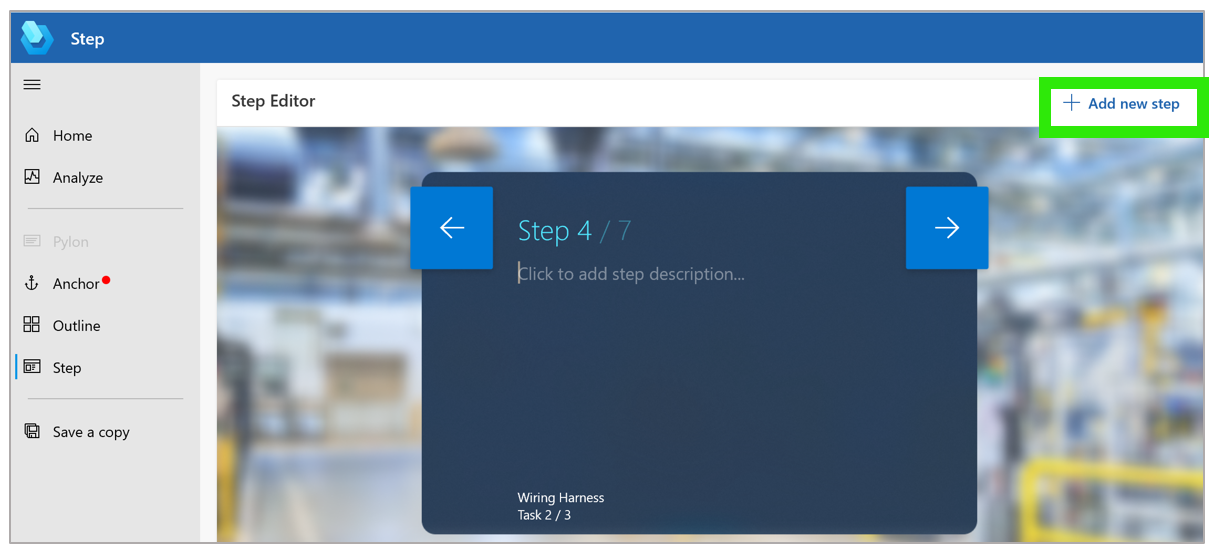 Step
Home
Analyze
Pylon
Anchor
Outline
Step
Save a copy
Step Editor
Add new step
Step 4 / 7
Click to add step description...
Wiring Harness
Task 2 / 3